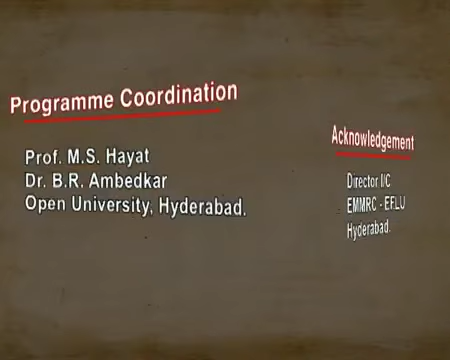 Programme Coordination
Prof. M.S. Hayat
Dr. B.R. Ambedkar
Open University, Hyderabad.
Acknowledgement
Director I/C
EMMRC - EFLU
Hyderabad.